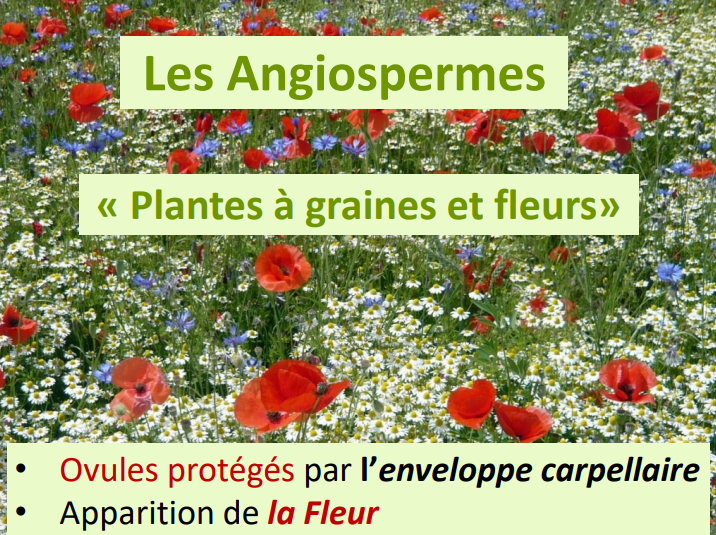 Les Angiospermes
« Plantes à graines et fleurs»
• Ovules protégés par l’enveloppe carpellaire
• Apparition de la Fleur